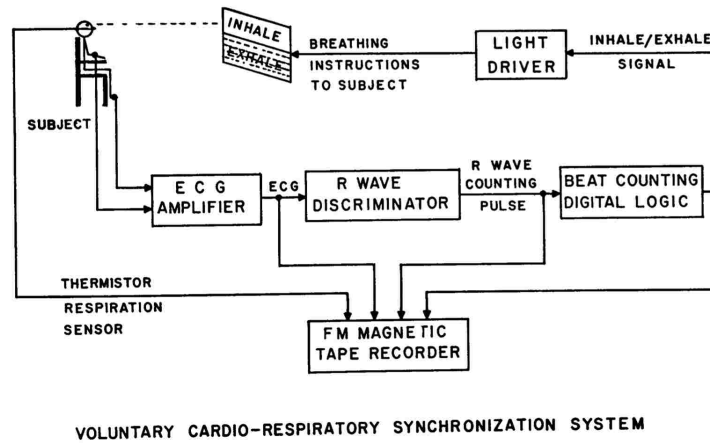 INHALE
EXHALE
BREATHING
INSTRUCTIONS
TO SUBJECT
LIGHT
DRIVER
INHALE/EXHALE
SIGNAL
SUBJECT
ECG
AMPLIFIER
ECG
R WAVE
DISCRIMINATOR
R WAVE
COUNTING
PULSE
BEAT COUNTING
DIGITAL LOGIC
THERMISTOR
RESPIRATION
SENSOR
FM MAGNETIC
TAPE RECORDER
VOLUNTARY CARDIO-RESPIRATORY SYNCHRONIZATION SYSTEM